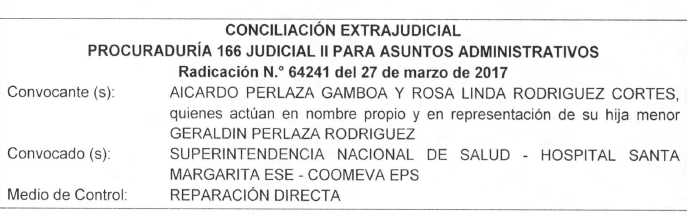 CONCILIACIÓN EXTRAJUDICIAL
PROCURADURÍA 166 JUDICIAL II PARA ASUNTOS ADMINISTRATIVOS
Radicación N.° 64241 del 27 de marzo de 2017
Convocante (s): AICARDO PERLAZA GAMBOA Y ROSA LINDA RODRIGUEZ CORTES,
quienes actúan en nombre propio y en representación de su hija menor
GERALDIN PERLAZA RODRIGUEZ
Convocado (s): SUPERINTENDENCIA NACIONAL DE SALUD - HOSPITAL SANTA
MARGARITA ESE - COOMEVA EPS
Medio de Control: REPARACIÓN DIRECTA